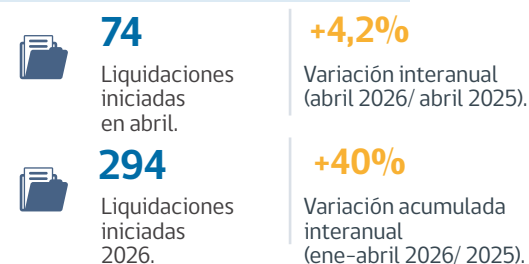 74
Liquidaciones
iniciadas
en abril.
+4,2%
Variación interanual
(abril 2026/ abril 2025).
294
Liquidaciones
iniciadas
2026.
+40%
Variación acumulada
interanual
(ene-abril 2026/ 2025).